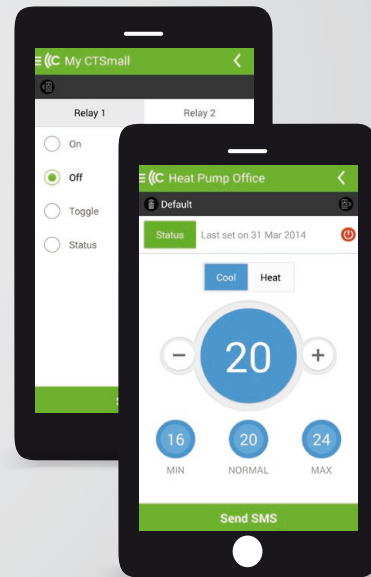 My CTSmall
Relay 1
Relay 2
On
Off
Toggle
Status
Heat Pump Office
Default
Status
Last set on 31 Mar 2014
Cool
Heat
20
16
20
24
MIN
NORMAL
MAX
Send SMS